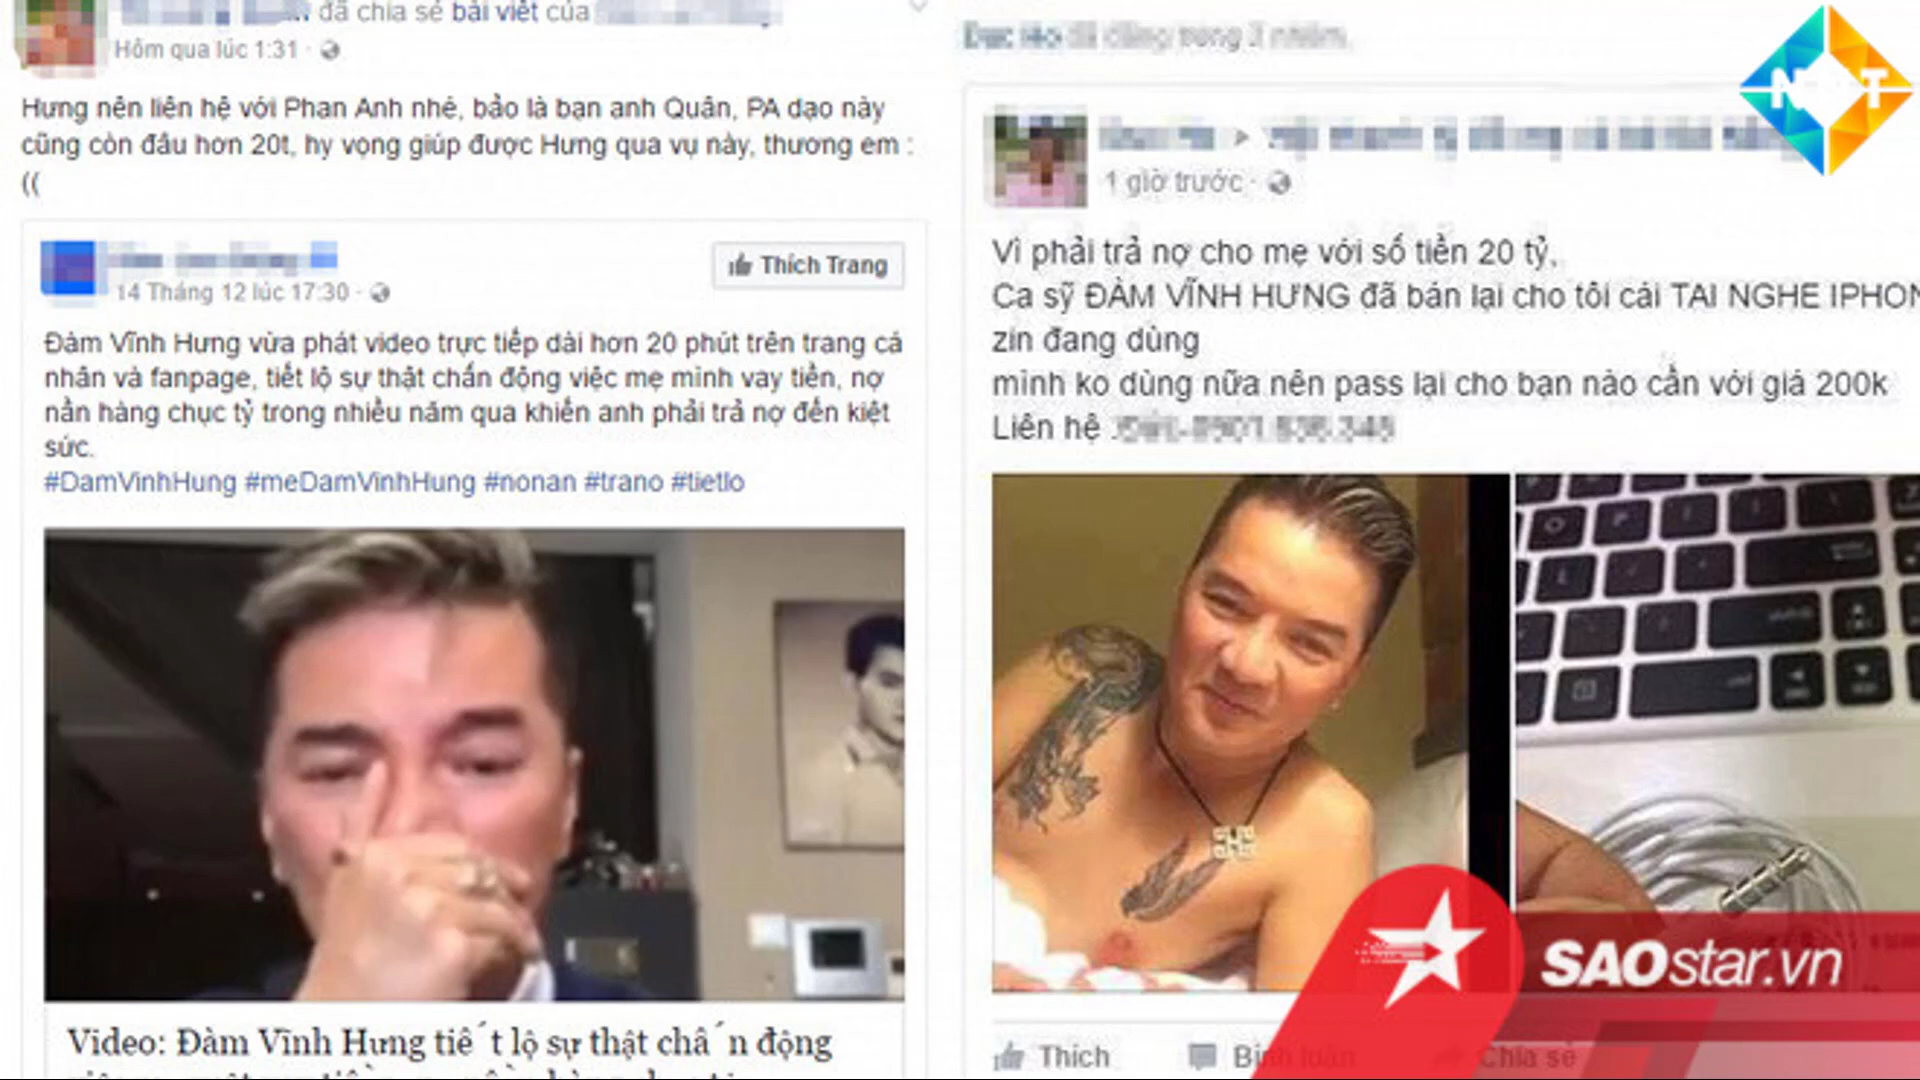 đã chia sẻ bài viết của
Hôm qua lúc 1:31
Hưng nên liên hệ với Phan Anh nhé, bảo là bạn anh Quân, PA dạo này
cũng còn đâu hơn 20t, hy vọng giúp được Hưng qua vụ này, thương em :
((
Thích Trang
14 Tháng 12 lúc 17:30
Đàm Vĩnh Hưng vừa phát video trực tiếp dài hơn 20 phút trên trang cá
nhân và fanpage, tiết lộ sự thật chấn động việc mẹ mình vay tiền, nợ
nần hàng chục tỷ trong nhiều năm qua khiến anh phải trả nợ đến kiệt
sức.
#DamVinhHung #meDamVinhHung #nonan #trano #tietlo
Video: Đàm Vĩnh Hưng tiết lộ sự thật chấn động
đã đăng trong 2 nhóm.
1 giờ trước
Vì phải trả nợ cho mẹ với số tiền 20 tỷ.
Ca sỹ ĐÀM VĨNH HƯNG đã bán lại cho tôi cái TAI NGHE IPHON
zin đang dùng
mình ko dùng nữa nên pass lại cho bạn nào cần với giá 200k
Liên hệ
Thích Bình luận Chia sẻ
SAOstar.vn